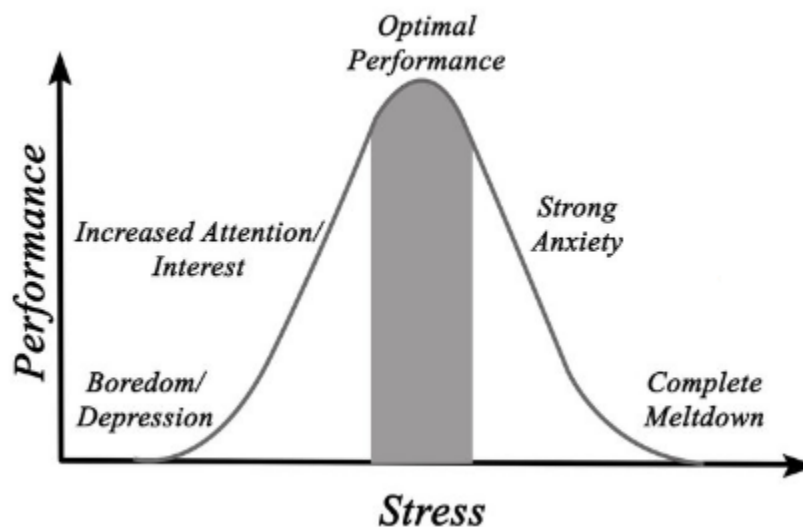 Optimal
Performance
Performance
Increased Attention/
Interest
Strong
Anxiety
Boredom/
Depression
Complete
Meltdown
Stress